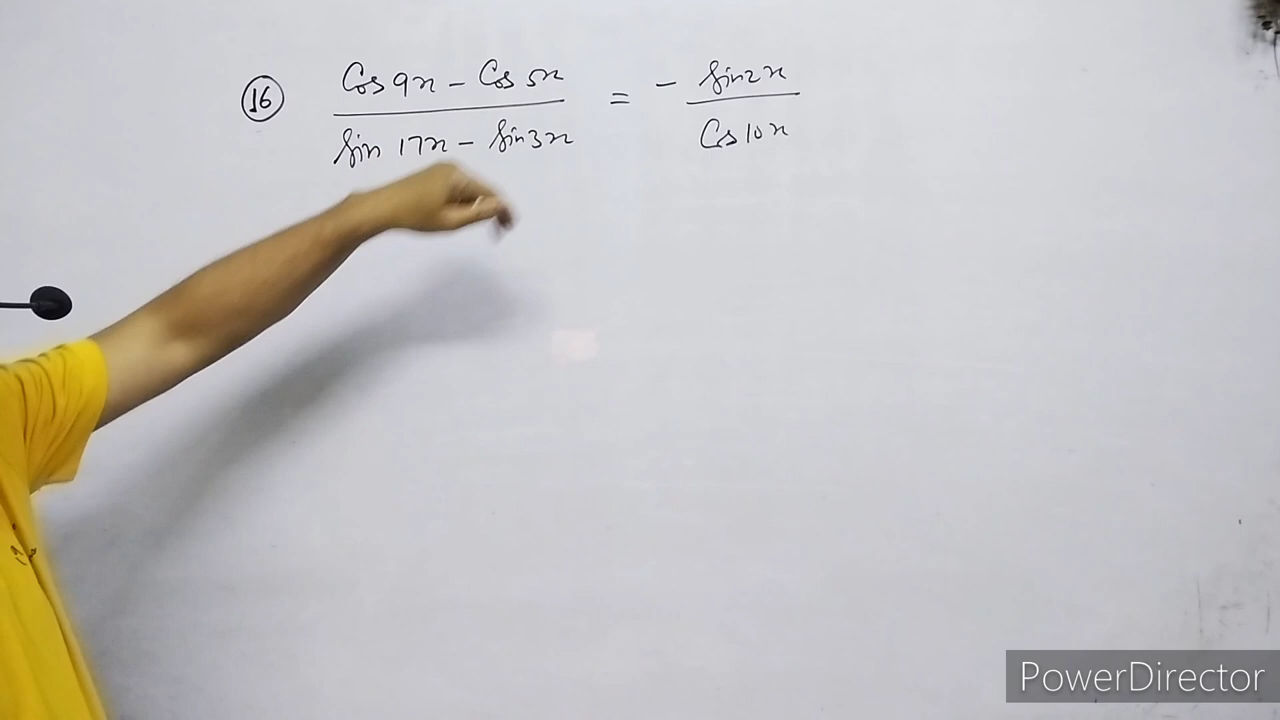 16 Cos 9x - Cos 5x / Sin 17x - Sin 3x = - Sin 2x / Cos 10x
PowerDirector